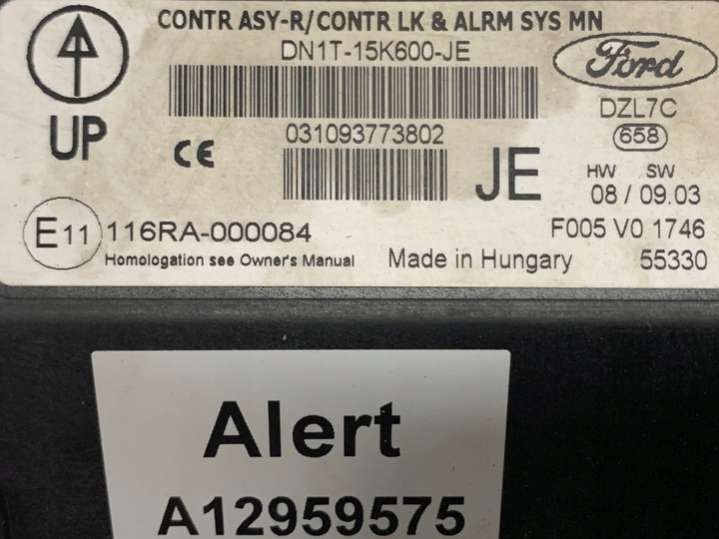 CONTR ASY-R/CONTR LK & ALRM SYS MN
DN1T-15K600-JE
Ford
UP
DZL7C
658
031093773802
CE
JE
HW SW
08 / 09.03
E11
116RA-000084
F005 V0 1746
Homologation see Owner's Manual
Made in Hungary
55330
Alert
A12959575